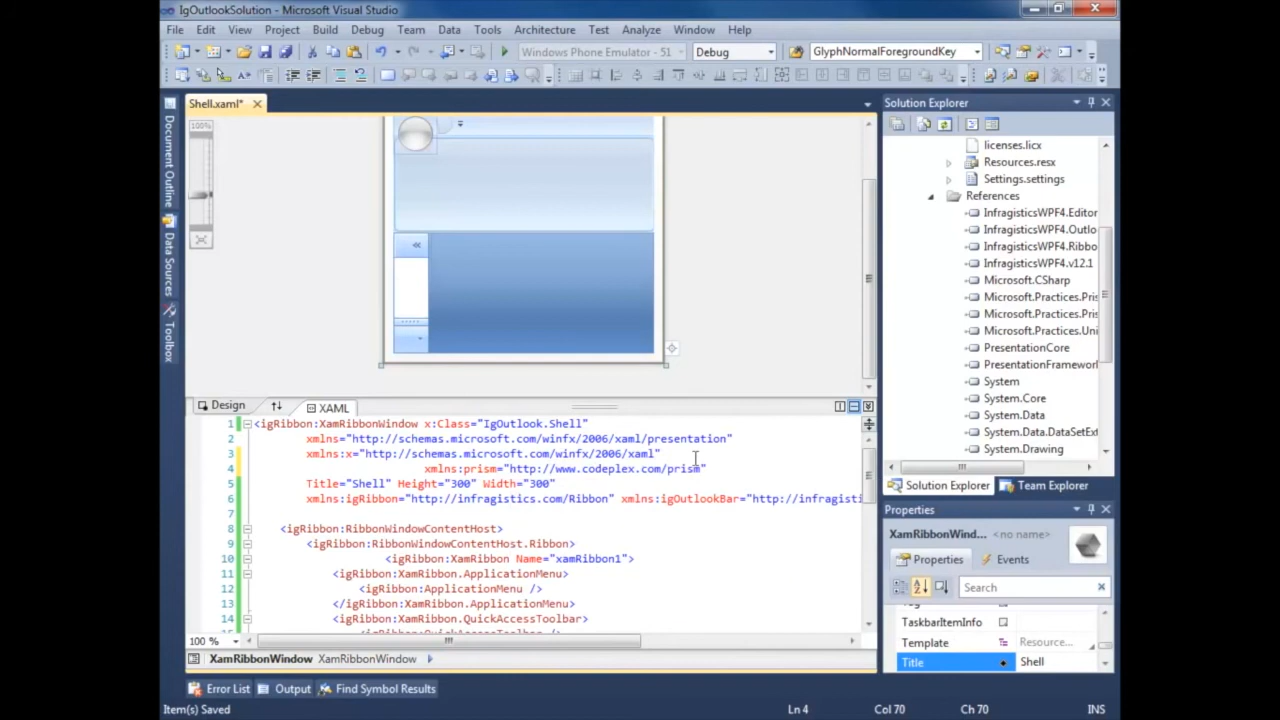 IgOutlookSolution - Microsoft Visual Studio
File Edit View Project Build Debug Team Data Tools Architecture Test Analyze Window Help
Windows Phone Emulator - 51 Debug GlyphNormalForegroundKey
Shell.xaml*
100%
Document Outline
Data Sources
Toolbox
Solution Explorer
licenses.licx
Resources.resx
Settings.settings
References
InfragisticsWPF4.Editor
InfragisticsWPF4.Outlo
InfragisticsWPF4.Ribbo
InfragisticsWPF4.v12.1
Microsoft.CSharp
Microsoft.Practices.Pris
Microsoft.Practices.Pris
Microsoft.Practices.Uni
PresentationCore
PresentationFramework
System
System.Core
System.Data
System.Data.DataSetExt
System.Drawing
Solution Explorer Team Explorer
Design XAML
1 <igRibbon:XamRibbonWindow x:Class="IgOutlook.Shell"
2 xmlns="http://schemas.microsoft.com/winfx/2006/xaml/presentation"
3 xmlns:x="http://schemas.microsoft.com/winfx/2006/xaml"
4 xmlns:prism="http://www.codeplex.com/prism"
5 Title="Shell" Height="300" Width="300"
6 xmlns:igRibbon="http://infragistics.com/Ribbon" xmlns:igOutlookBar="http://infragisti
7
8 <igRibbon:RibbonWindowContentHost>
9 <igRibbon:RibbonWindowContentHost.Ribbon>
10 <igRibbon:XamRibbon Name="xamRibbon1">
11 <igRibbon:XamRibbon.ApplicationMenu>
12 <igRibbon:ApplicationMenu />
13 </igRibbon:XamRibbon.ApplicationMenu>
14 <igRibbon:XamRibbon.QuickAccessToolbar>
100 %
XamRibbonWindow XamRibbonWindow
Properties
XamRibbonWind... <no name>
Properties Events
Search
TaskbarItemInfo
Template Resource...
Title Shell
Error List Output Find Symbol Results
Item(s) Saved Ln 4 Col 70 Ch 70 INS